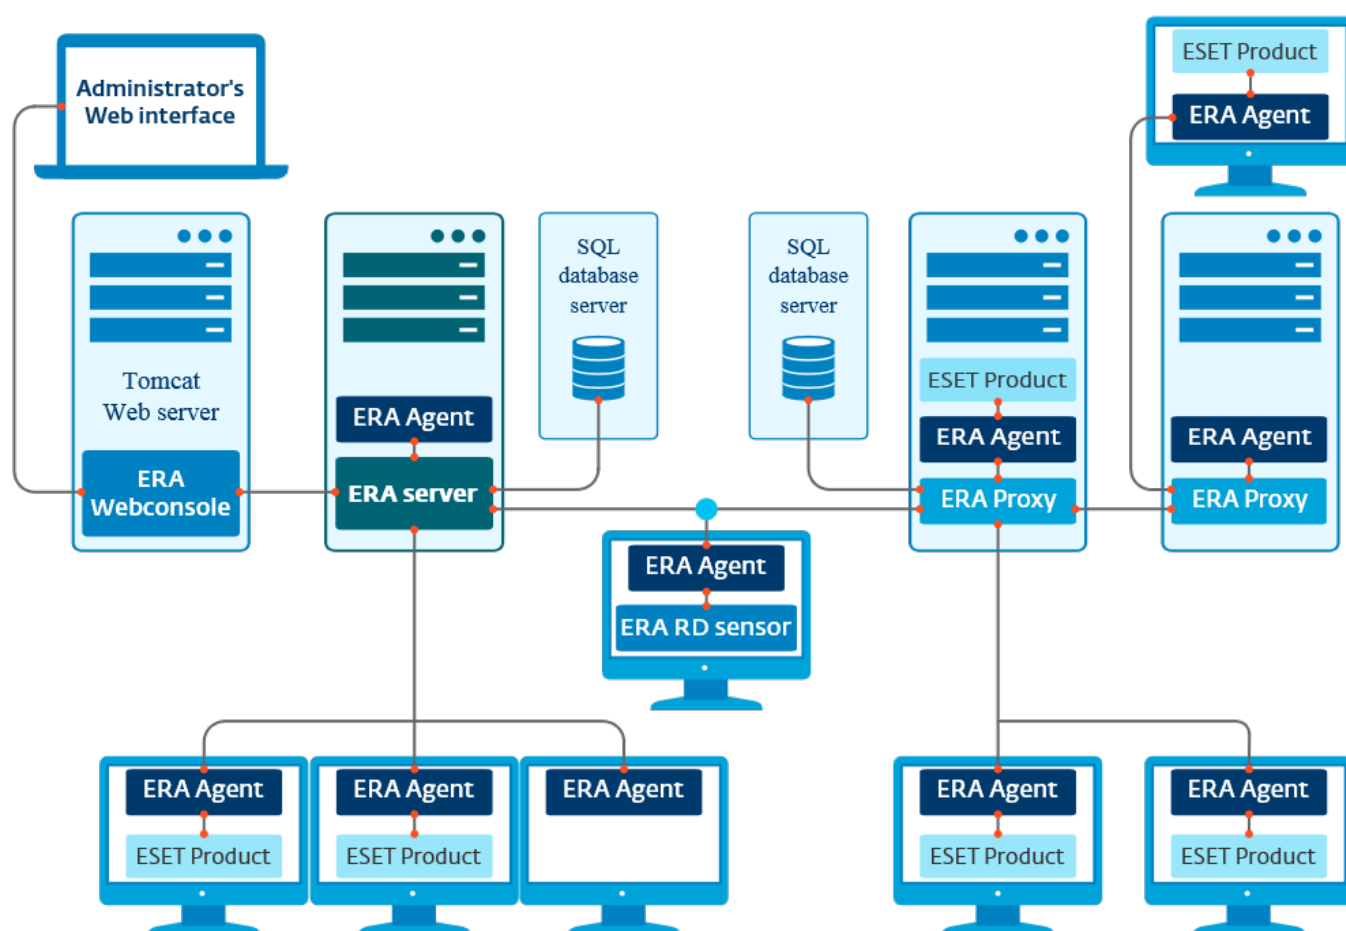 Administrator's
Web interface
ESET Product
ERA Agent
Tomcat
Web server
ERA
Webconsole
ERA Agent
ERA server
SQL
database
server
SQL
database
server
ESET Product
ERA Agent
ERA Proxy
ERA Agent
ERA Proxy
ERA Agent
ERA RD sensor
ERA Agent
ESET Product
ERA Agent
ESET Product
ERA Agent
ERA Agent
ESET Product
ERA Agent
ESET Product